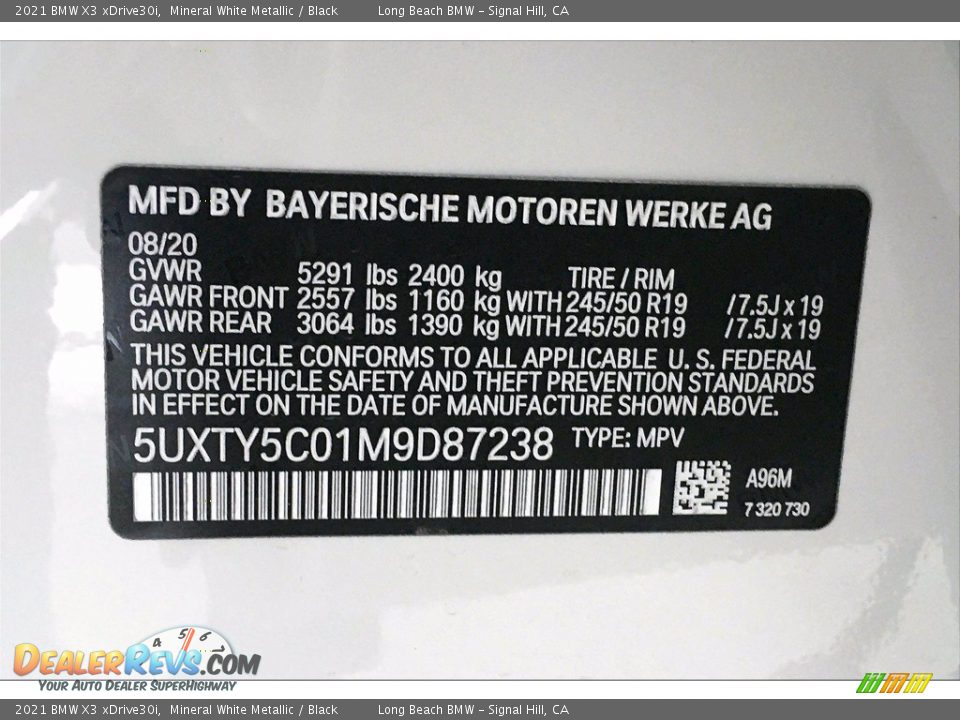 2021 BMW X3 xDrive30i, Mineral White Metallic / Black Long Beach BMW - Signal Hill, CA
MFD BY BAYERISCHE MOTOREN WERKE AG
08/20
GVWR 5291 lbs 2400 kg TIRE / RIM
GAWR FRONT 2557 lbs 1160 kg WITH 245/50 R19 /7.5J x 19
GAWR REAR 3064 lbs 1390 kg WITH 245/50 R19 /7.5J x 19
THIS VEHICLE CONFORMS TO ALL APPLICABLE U. S. FEDERAL
MOTOR VEHICLE SAFETY AND THEFT PREVENTION STANDARDS
IN EFFECT ON THE DATE OF MANUFACTURE SHOWN ABOVE.
5UXTY5C01M9D87238 TYPE: MPV
A96M
7 320 730
4 5 6
DEALERREVS.COM
YOUR AUTO DEALER SUPERHIGHWAY
2021 BMW X3 xDrive30i, Mineral White Metallic / Black Long Beach BMW - Signal Hill, CA